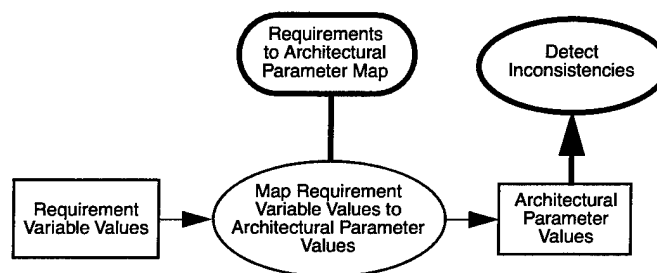 Requirements
to Architectural
Parameter Map
Detect
Inconsistencies
Requirement
Variable Values
Map Requirement
Variable Values to
Architectural Parameter
Values
Architectural
Parameter
Values